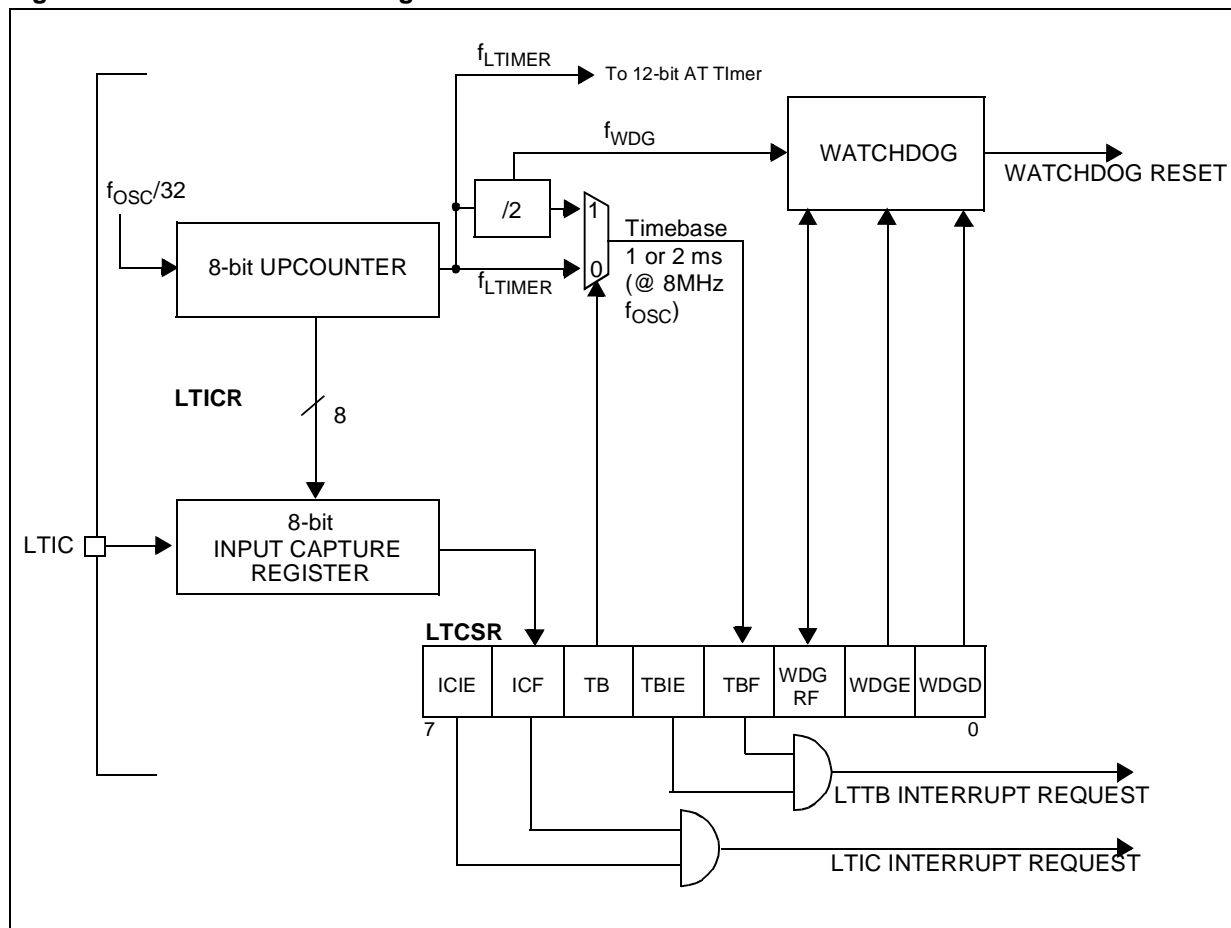 fLTIMER
To 12-bit AT TImer
fWDG
WATCHDOG
WATCHDOG RESET
fOSC/32
/2
1
0
8-bit UPCOUNTER
fLTIMER
Timebase
1 or 2 ms
(@ 8MHz
fOSC)
LTICR
8
LTIC
8-bit
INPUT CAPTURE
REGISTER
LTCSR
ICIE
ICF
TB
TBIE
TBF
WDG
RF
WDGE
WDGD
7
0
LTTB INTERRUPT REQUEST
LTIC INTERRUPT REQUEST